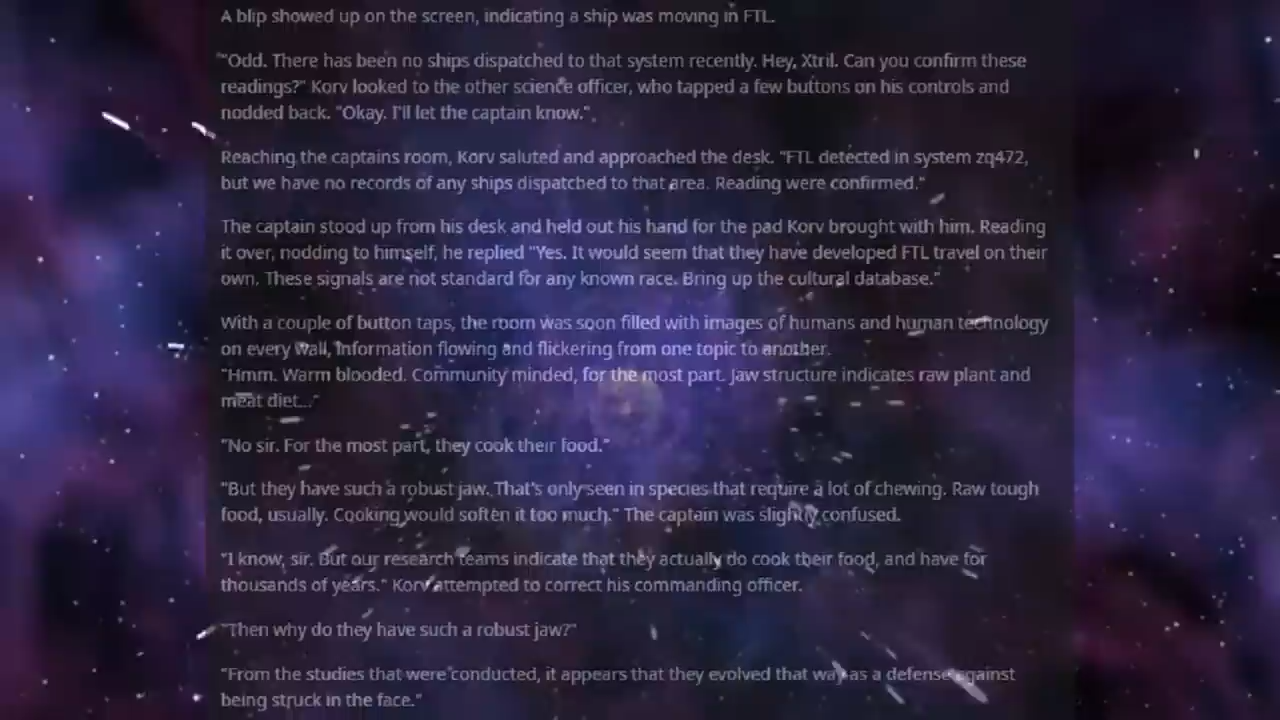 A blip showed up on the screen, indicating a ship was moving in FTL.
"Odd. There has been no ships dispatched to that system recently. Hey, Xtril. Can you confirm these
readings?" Korv looked to the other science officer, who tapped a few buttons on his controls and
nodded back. "Okay. I'll let the captain know.".
Reaching the captains room, Korv saluted and approached the desk. "FTL detected in system zq472,
but we have no records of any ships dispatched to that area. Reading were confirmed."
The captain stood up from his desk and held out his hand for the pad Korv brought with him. Reading
it over, nodding to himself, he replied "Yes. It would seem that they have developed FTL travel on their
own. These signals are not standard for any known race. Bring up the cultural database."
With a couple of button taps, the room was soon filled with images of humans and human technology
on every wall, Information flowing and flickering from one topic to another.
"Hmm. Warm blooded. Community minded, for the most part. Jaw structure indicates raw plant and
meat diet..."
"No sir. For the most part, they cook their food."
"But they have such a robust jaw. That's only seen in species that require a lot of chewing. Raw tough
food, usually. Cooking would soften it too much." The captain was slightly confused.
"I know, sir. But our research teams indicate that they actually do cook their food, and have for
thousands of years." Korv attempted to correct his commanding officer.
"Then why do they have such a robust jaw?"
"From the studies that were conducted, it appears that they evolved that way as a defense against
being struck in the face."